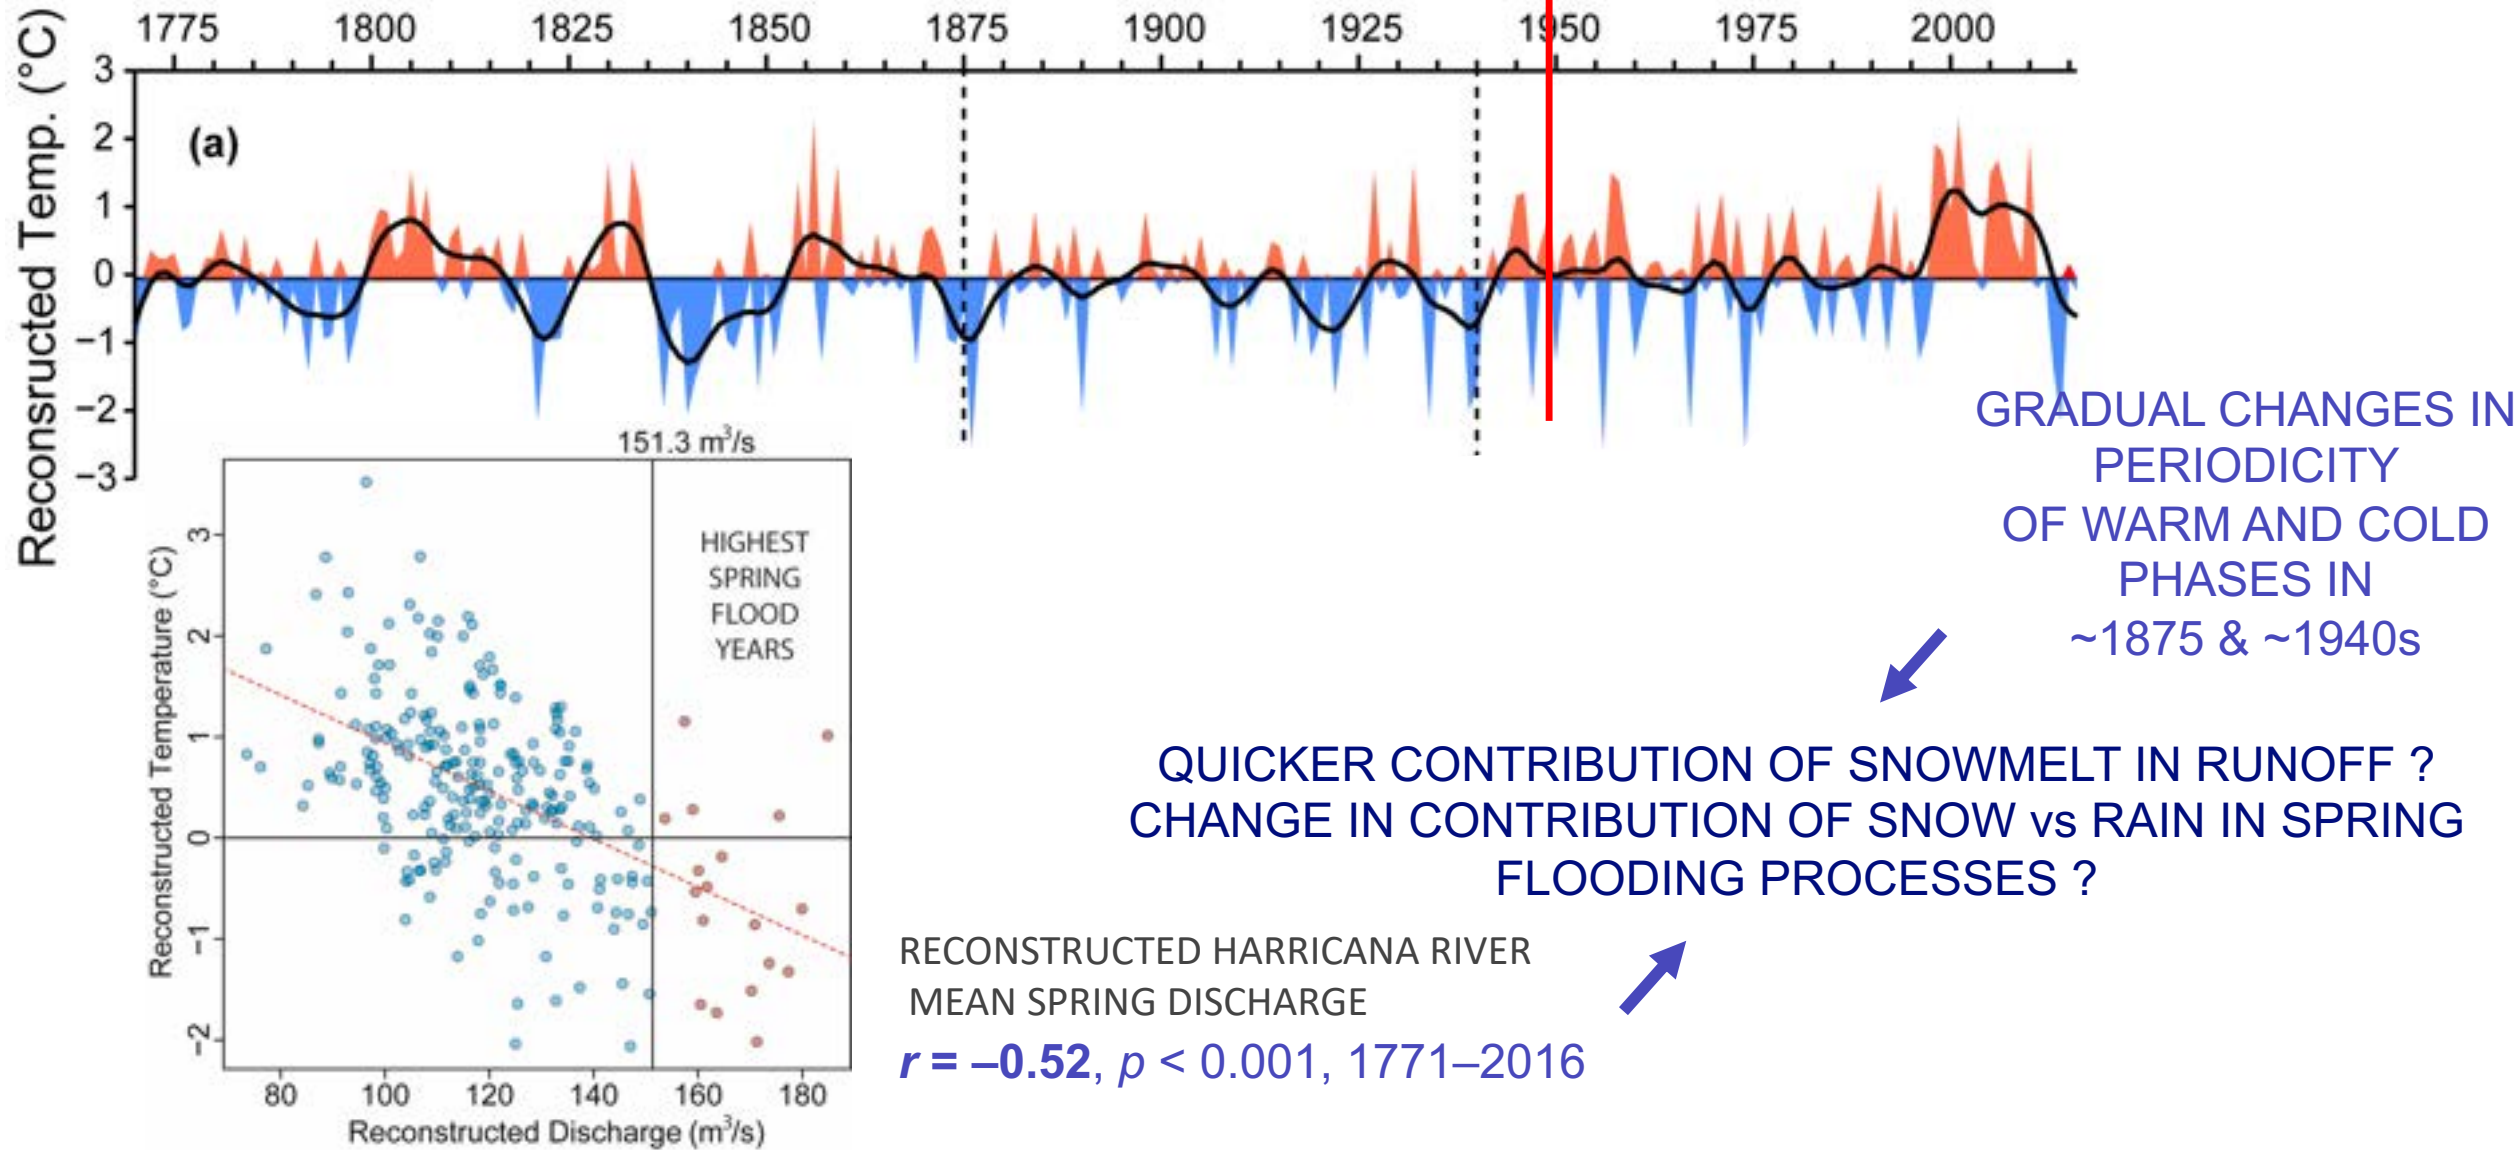 1775 1800 1825 1850 1875 1900 1925 1950 1975 2000
Reconsructed Temp. (°C)
3
2
1
0
−1
−2
−3
(a)
151.3 m³/s
HIGHEST
SPRING
FLOOD
YEARS
Reconstructed Temperature (°C)
3
2
1
0
−1
−2
80 100 120 140 160 180
Reconstructed Discharge (m³/s)
GRADUAL CHANGES IN
PERIODICITY
OF WARM AND COLD
PHASES IN
~1875 & ~1940s
QUICKER CONTRIBUTION OF SNOWMELT IN RUNOFF ?
CHANGE IN CONTRIBUTION OF SNOW vs RAIN IN SPRING
FLOODING PROCESSES ?
RECONSTRUCTED HARRICANA RIVER
MEAN SPRING DISCHARGE
r = –0.52, p < 0.001, 1771–2016